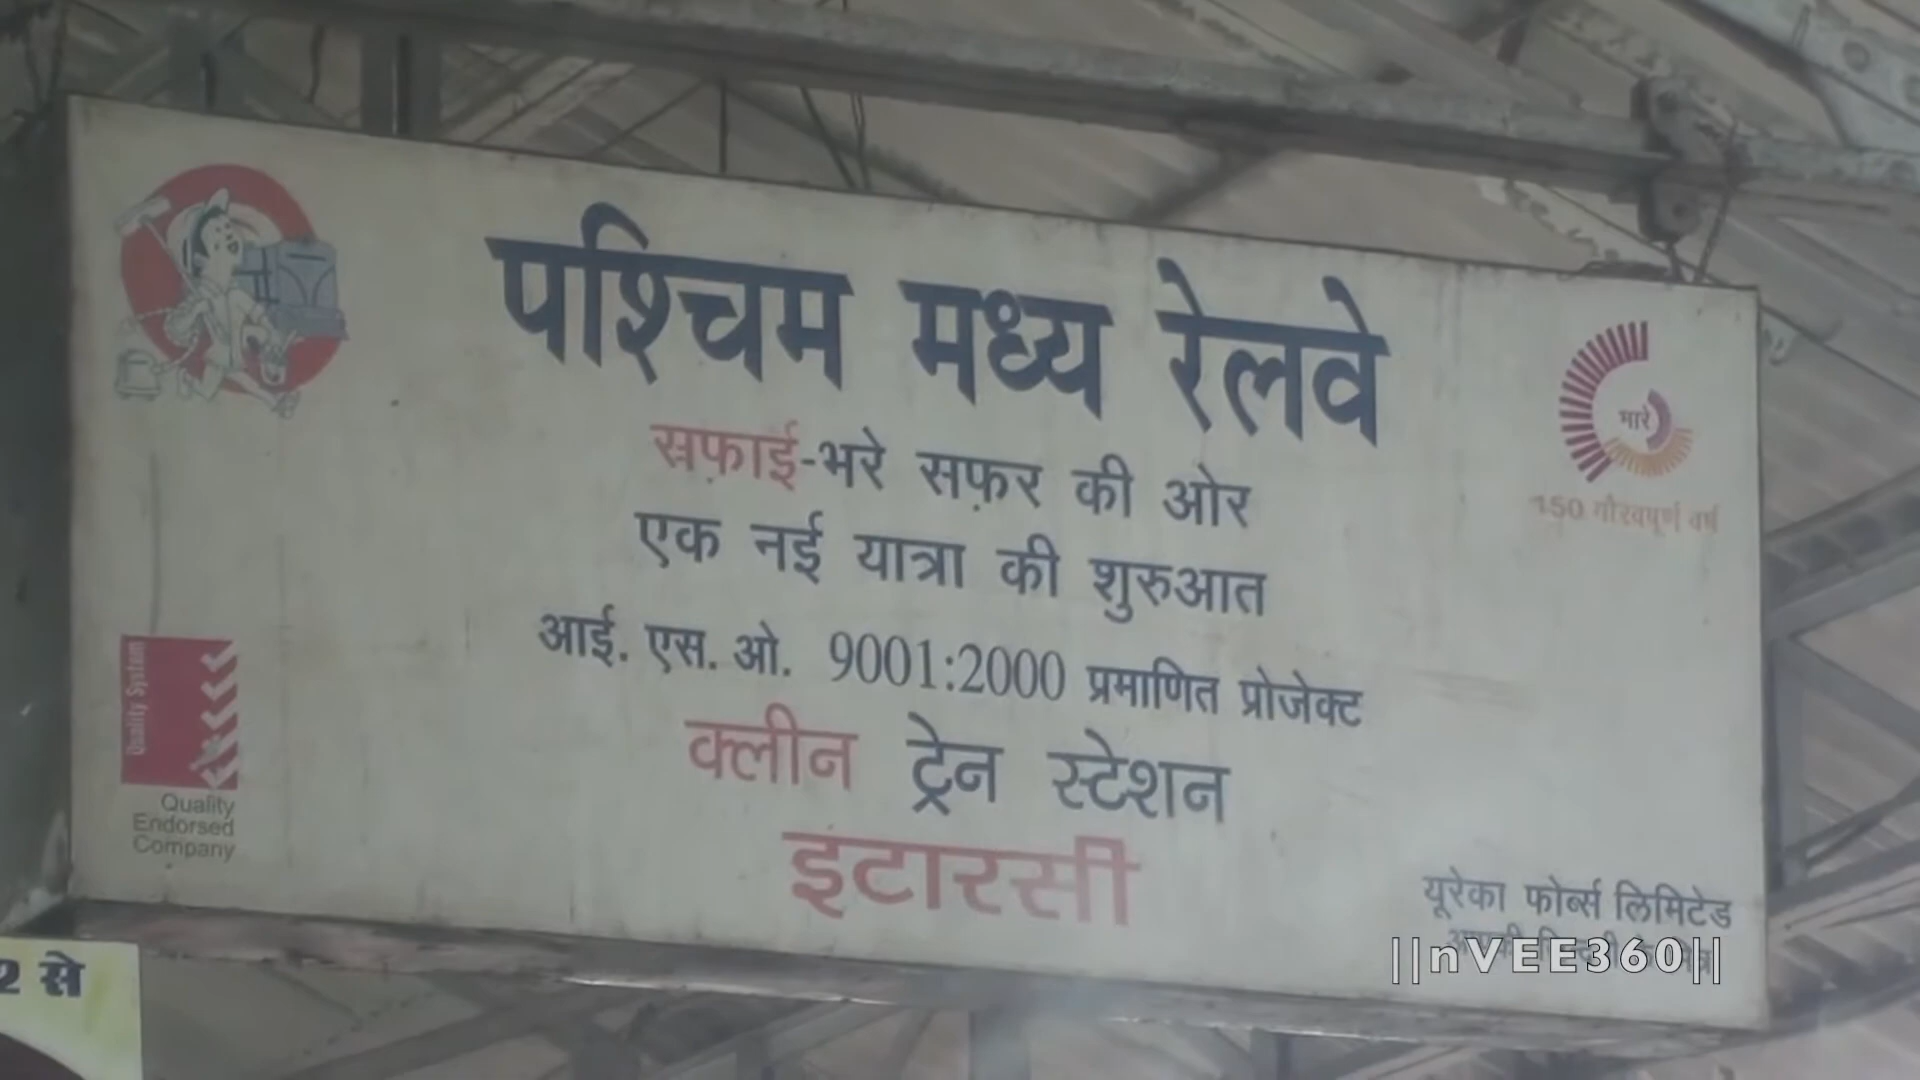 पश्चिम मध्य रेलवे
सफ़ाई-भरे सफ़र की ओर
एक नई यात्रा की शुरुआत
आई. एस. ओ. 9001:2000 प्रमाणित प्रोजेक्ट
क्लीन ट्रेन स्टेशन
इटारसी
भारे
150 गौरवपूर्ण वर्ष
Quality System
Quality
Endorsed
Company
यूरेका फोर्ब्स लिमिटेड
||nVEE360||
2 से